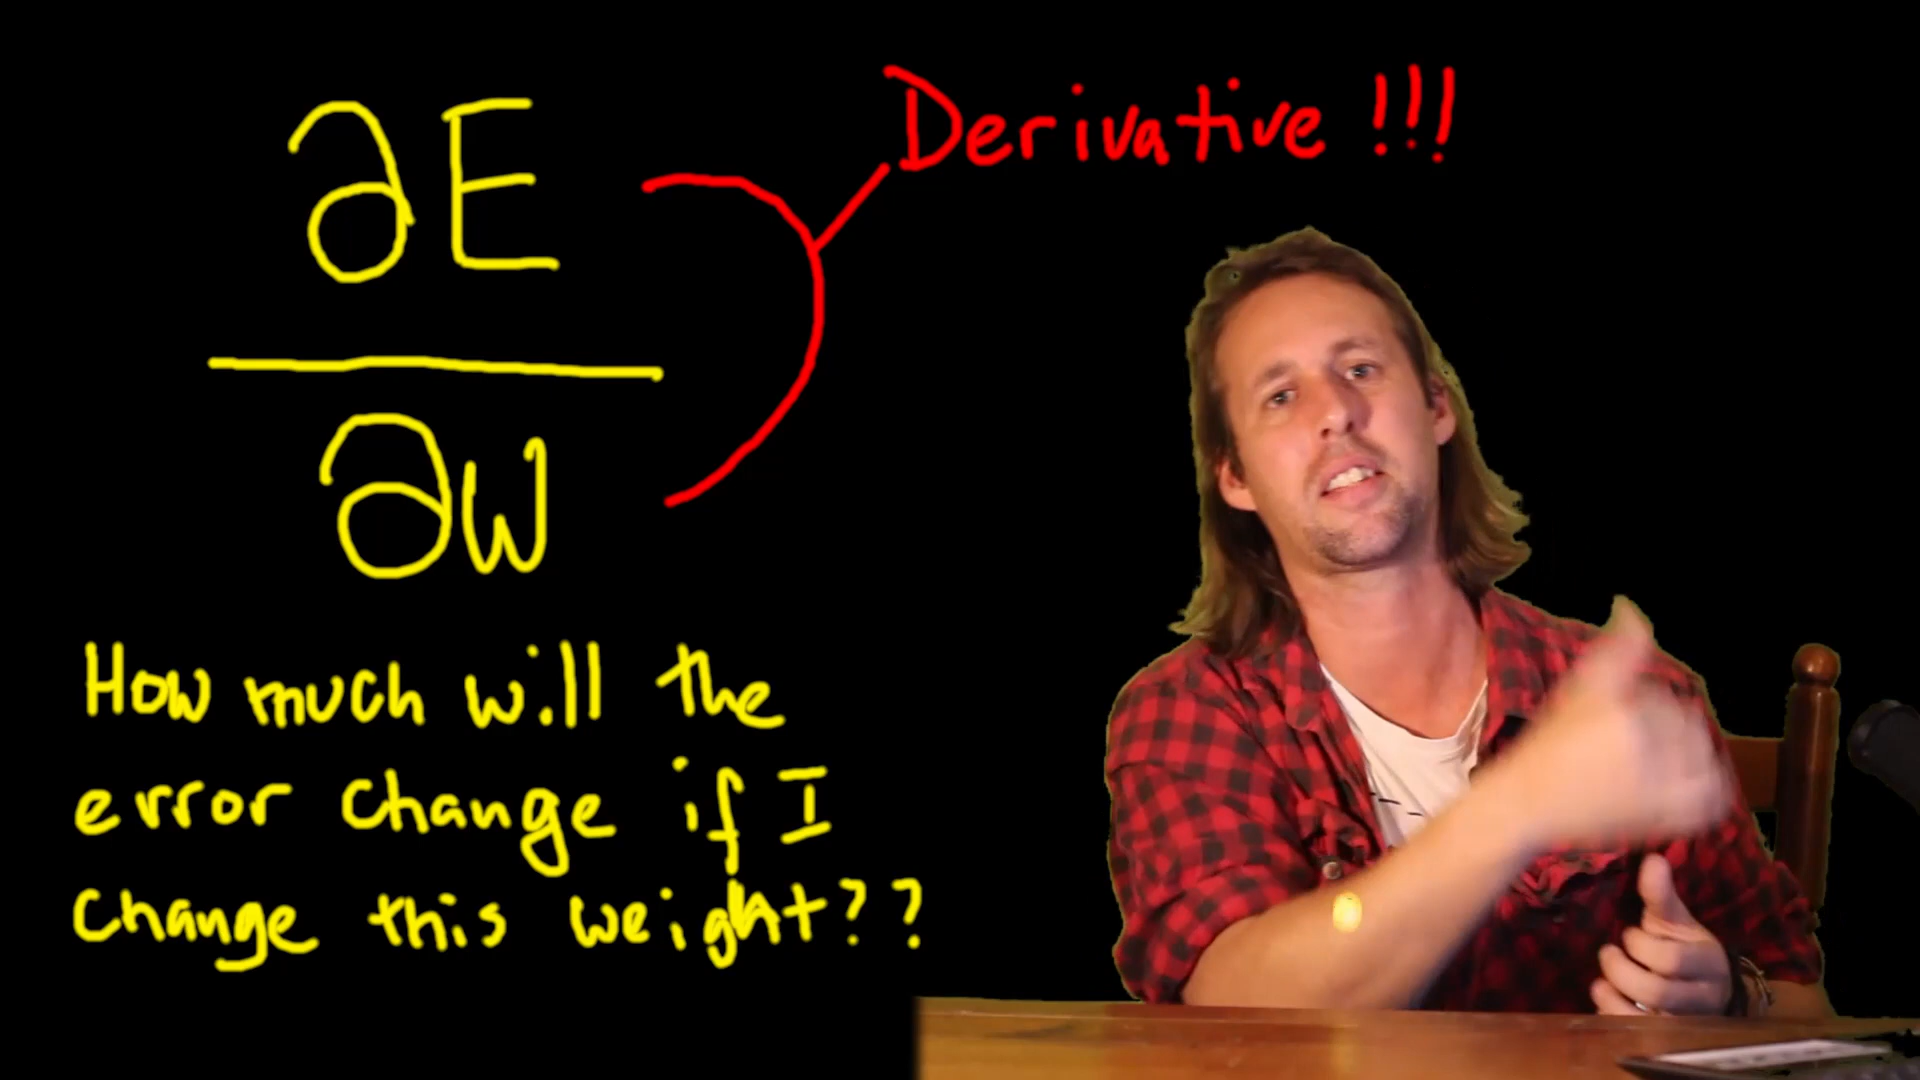 ∂E
∂w
Derivative !!!
How much will the
error change if I
change this weight??